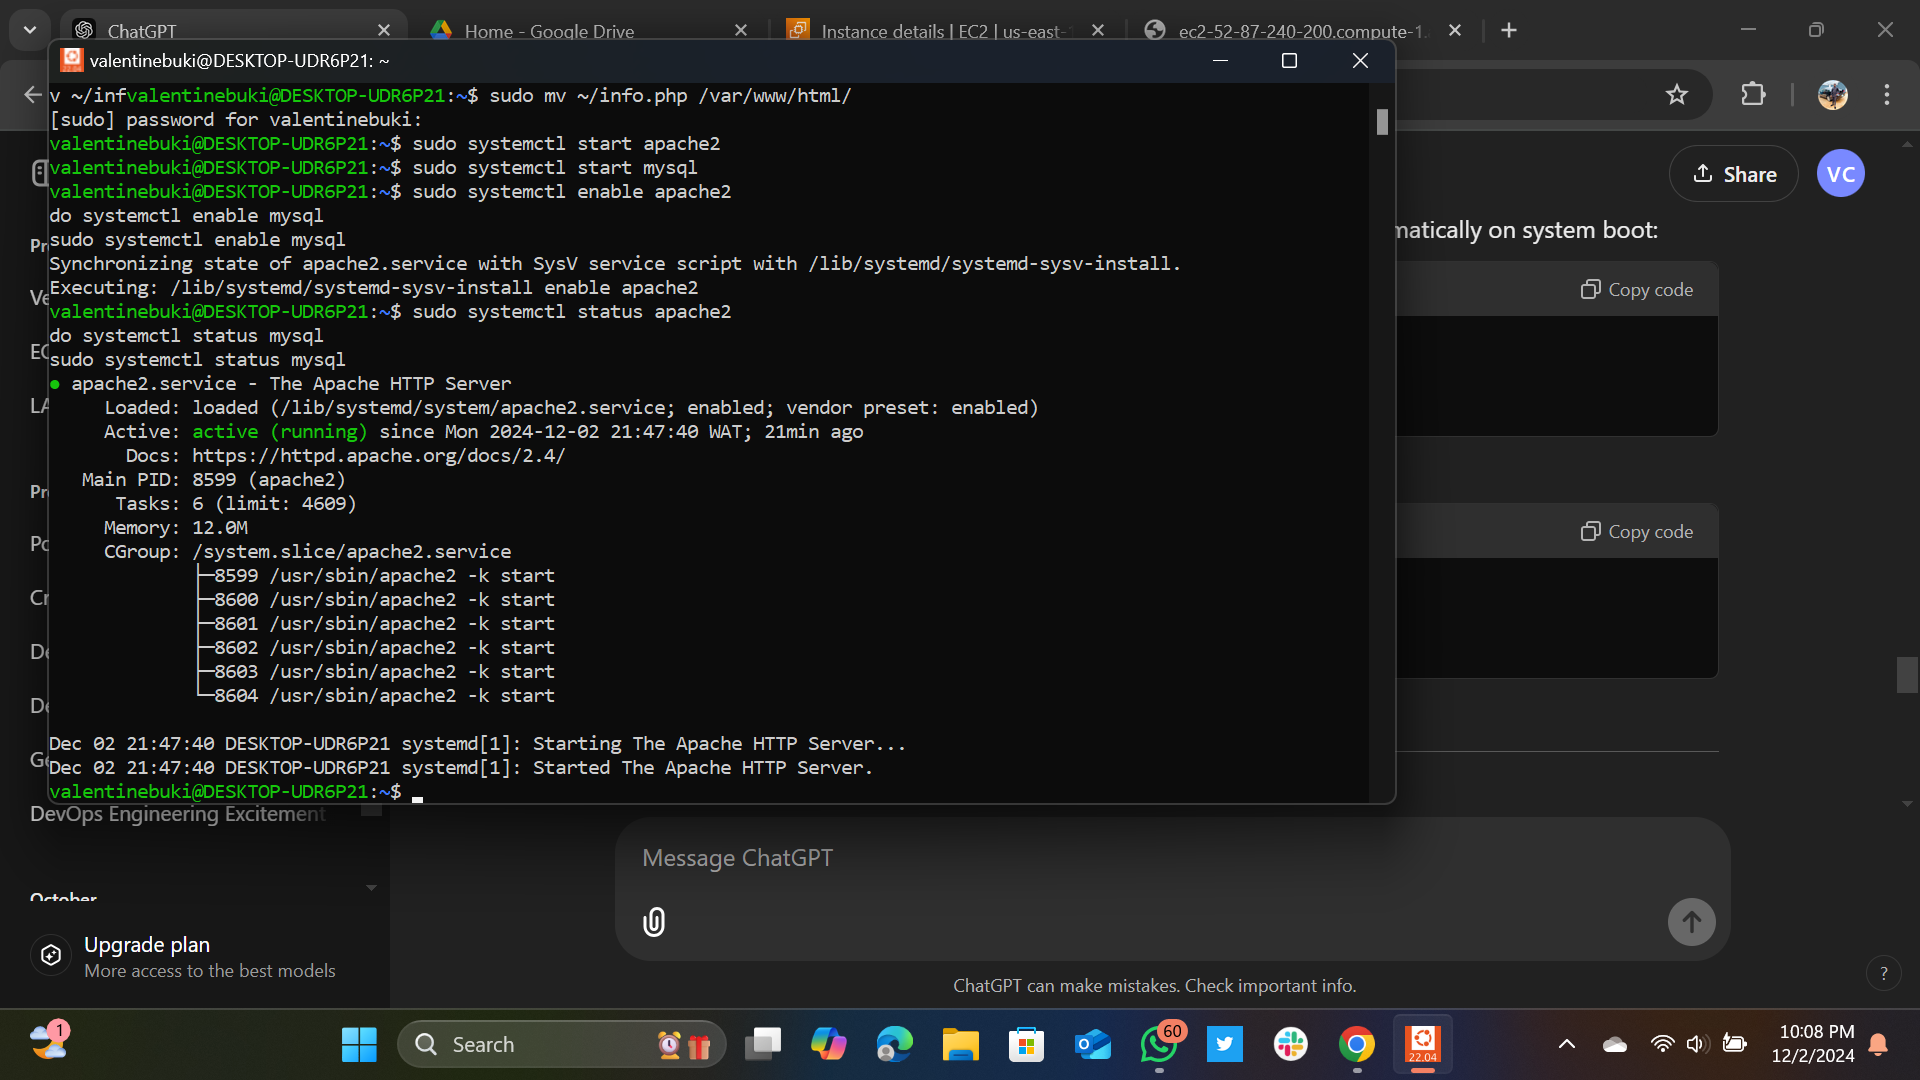 ChatGPT
Home - Google Drive
Instance details | EC2 | us-east-
ec2-52-87-240-200.compute-1.
valentinebuki@DESKTOP-UDR6P21: ~
v ~/infvalentinebuki@DESKTOP-UDR6P21:~$ sudo mv ~/info.php /var/www/html/
[sudo] password for valentinebuki:
valentinebuki@DESKTOP-UDR6P21:~$ sudo systemctl start apache2
valentinebuki@DESKTOP-UDR6P21:~$ sudo systemctl start mysql
valentinebuki@DESKTOP-UDR6P21:~$ sudo systemctl enable apache2
do systemctl enable mysql
sudo systemctl enable mysql
Synchronizing state of apache2.service with SysV service script with /lib/systemd/systemd-sysv-install.
Executing: /lib/systemd/systemd-sysv-install enable apache2
valentinebuki@DESKTOP-UDR6P21:~$ sudo systemctl status apache2
do systemctl status mysql
sudo systemctl status mysql
● apache2.service - The Apache HTTP Server
Loaded: loaded (/lib/systemd/system/apache2.service; enabled; vendor preset: enabled)
Active: active (running) since Mon 2024-12-02 21:47:40 WAT; 21min ago
Docs: https://httpd.apache.org/docs/2.4/
Main PID: 8599 (apache2)
Tasks: 6 (limit: 4609)
Memory: 12.0M
CGroup: /system.slice/apache2.service
├─8599 /usr/sbin/apache2 -k start
├─8600 /usr/sbin/apache2 -k start
├─8601 /usr/sbin/apache2 -k start
├─8602 /usr/sbin/apache2 -k start
├─8603 /usr/sbin/apache2 -k start
└─8604 /usr/sbin/apache2 -k start
Dec 02 21:47:40 DESKTOP-UDR6P21 systemd[1]: Starting The Apache HTTP Server...
Dec 02 21:47:40 DESKTOP-UDR6P21 systemd[1]: Started The Apache HTTP Server.
valentinebuki@DESKTOP-UDR6P21:~$
Share
VC
matically on system boot:
Copy code
Copy code
Pr
Ve
EC
LA
Pr
Po
Cr
De
De
Ge
DevOps Engineering Excitement
October
Upgrade plan
More access to the best models
Message ChatGPT
ChatGPT can make mistakes. Check important info.
?
1
Search
60
22.04
10:08 PM
12/2/2024